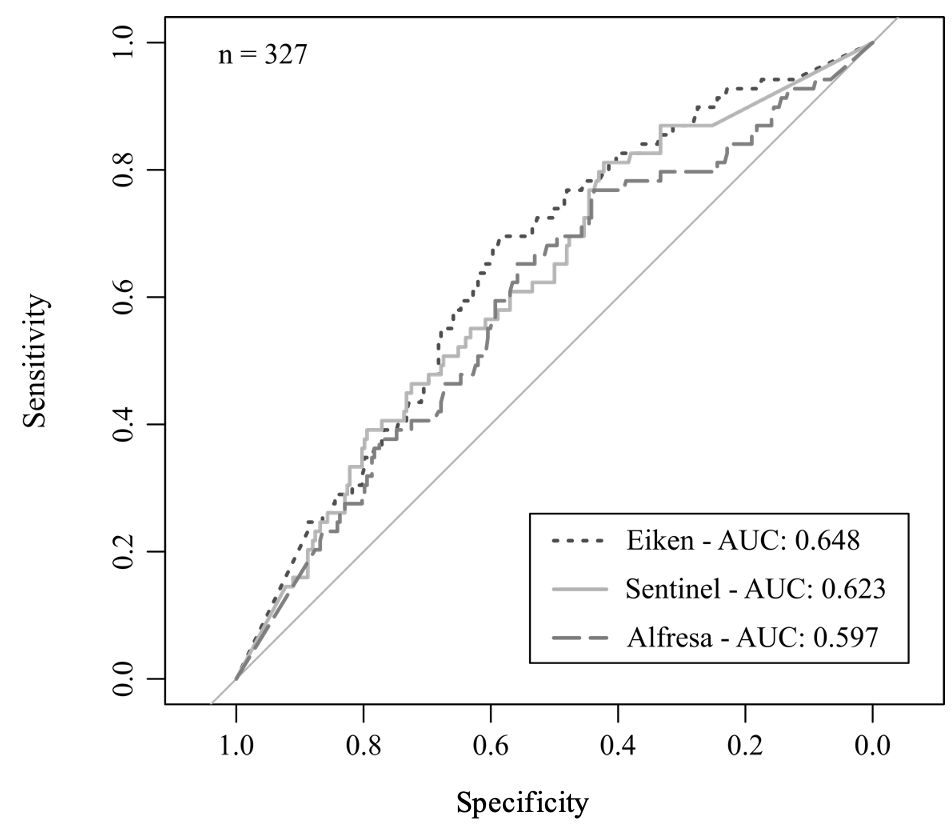 n = 327
1.0
0.8
0.6
0.4
0.2
0.0
Sensitivity
Eiken - AUC: 0.648
Sentinel - AUC: 0.623
Alfresa - AUC: 0.597
1.0 0.8 0.6 0.4 0.2 0.0
Specificity